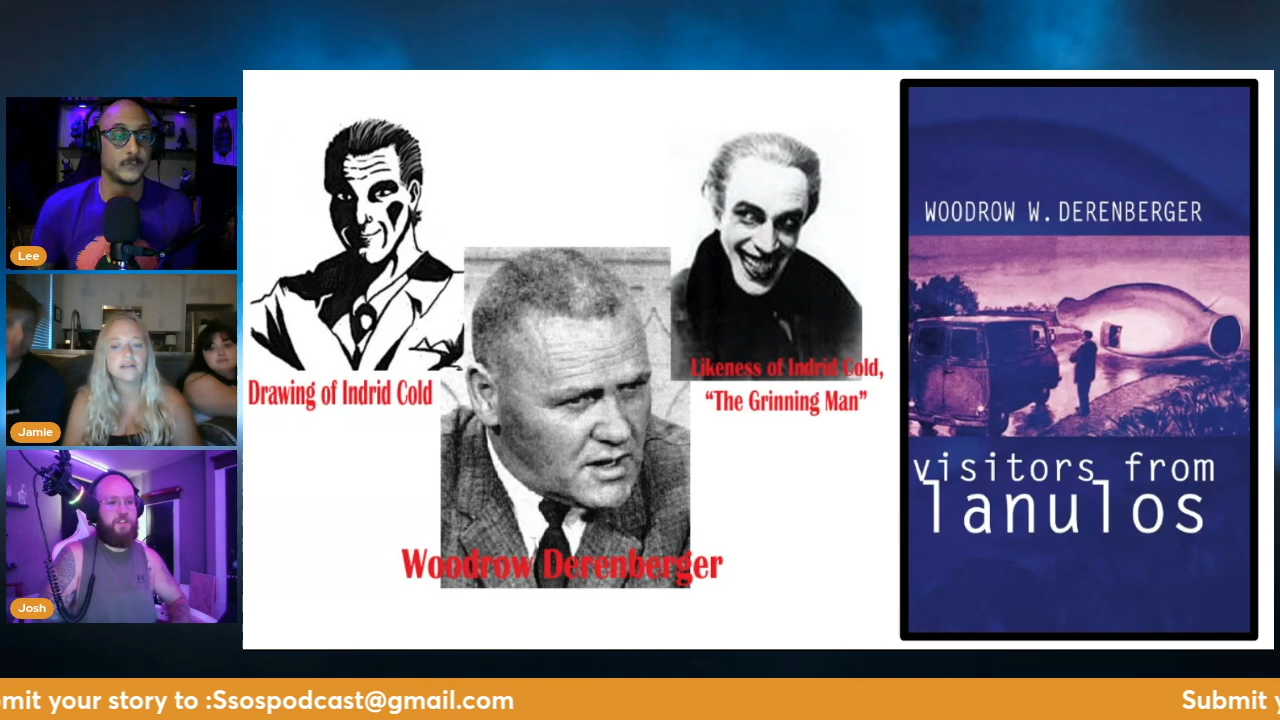 Lee
Jamie
Josh
Drawing of Indrid Cold
Likeness of Indrid Cold,
“The Grinning Man”
Woodrow Derenberger
WOODROW W. DERENBERGER
visitors from
lanulos
mit your story to :Ssospodcast@gmail.com
Submit y